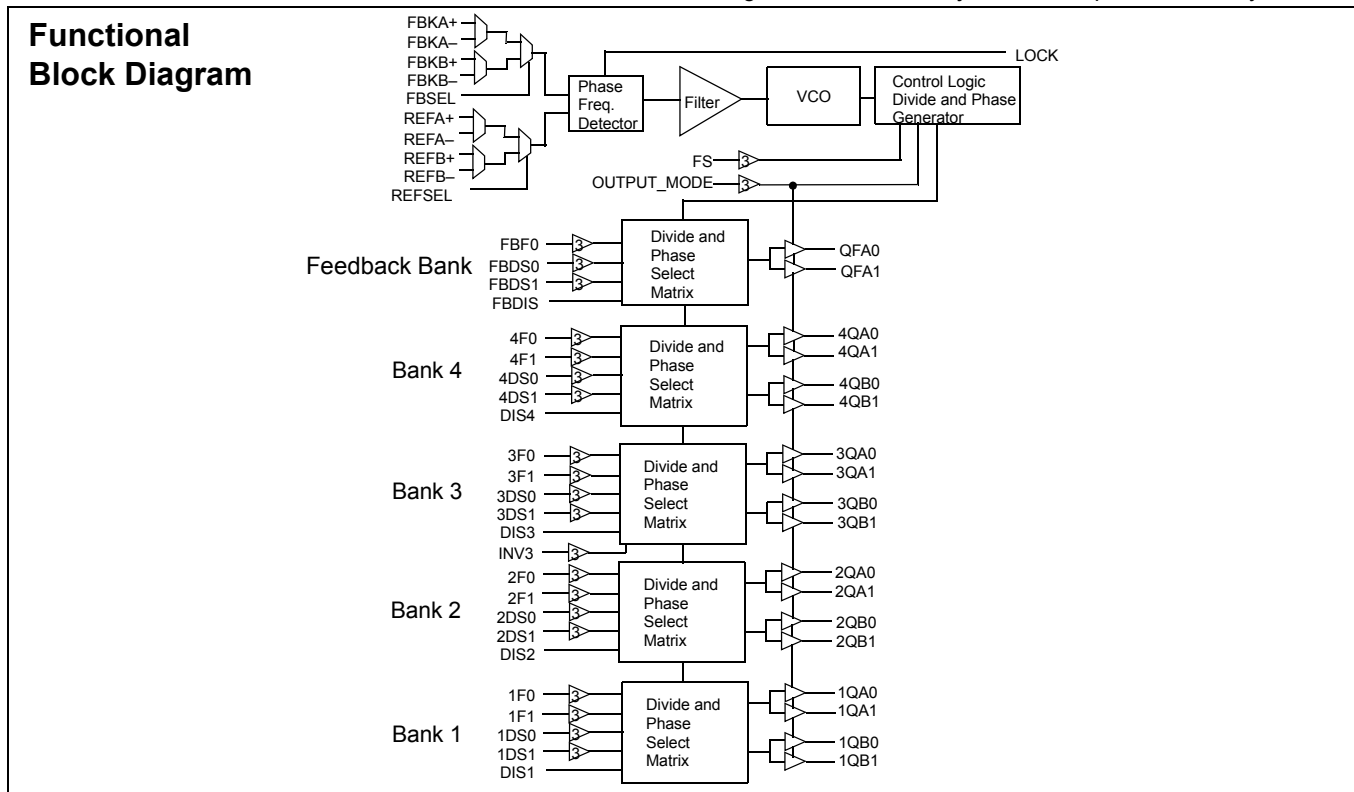 Functional
Block Diagram
FBKA+
FBKA–
FBKB+
FBKB–
FBSEL
REFA+
REFA–
REFB+
REFB–
REFSEL
Phase
Freq.
Detector
Filter
VCO
Control Logic
Divide and Phase
Generator
LOCK
FS
3
OUTPUT_MODE
3
Feedback Bank
FBF0
3
FBDS0
3
FBDS1
3
FBDIS
Divide and
Phase
Select
Matrix
QFA0
QFA1
Bank 4
4F0
3
4F1
3
4DS0
3
4DS1
3
DIS4
Divide and
Phase
Select
Matrix
4QA0
4QA1
4QB0
4QB1
Bank 3
3F0
3
3F1
3
3DS0
3
3DS1
3
DIS3
INV3
3
Divide and
Phase
Select
Matrix
3QA0
3QA1
3QB0
3QB1
Bank 2
2F0
3
2F1
3
2DS0
3
2DS1
3
DIS2
Divide and
Phase
Select
Matrix
2QA0
2QA1
2QB0
2QB1
Bank 1
1F0
3
1F1
3
1DS0
3
1DS1
3
DIS1
Divide and
Phase
Select
Matrix
1QA0
1QA1
1QB0
1QB1